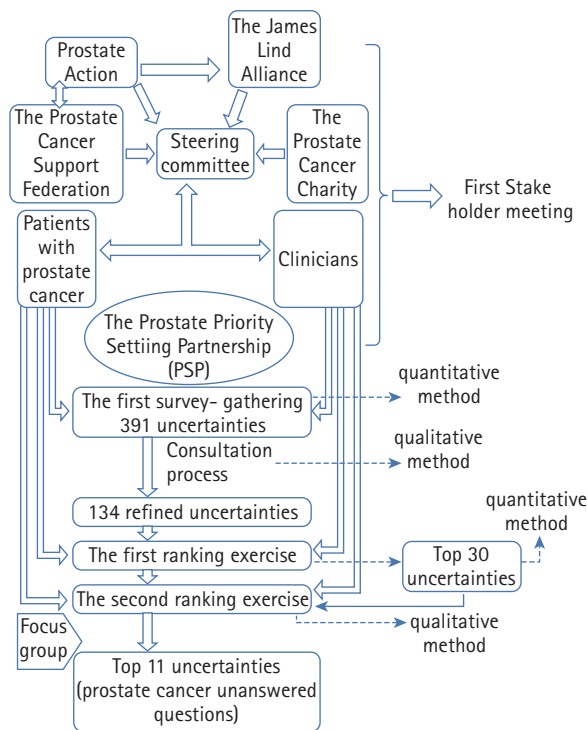 Prostate
Action
The James
Lind
Alliance
The Prostate
Cancer
Support
Federation
Steering
committee
The
Prostate
Cancer
Charity
First Stake
holder meeting
Patients
with
prostate
cancer
Clinicians
The Prostate Priority
Settiing Partnership
(PSP)
The first survey- gathering
391 uncertainties
quantitative
method
Consultation
process
qualitative
method
134 refined uncertainties
quantitative
method
The first ranking exercise
Top 30
uncertainties
The second ranking exercise
qualitative
method
Focus
group
Top 11 uncertainties
(prostate cancer unanswered
questions)